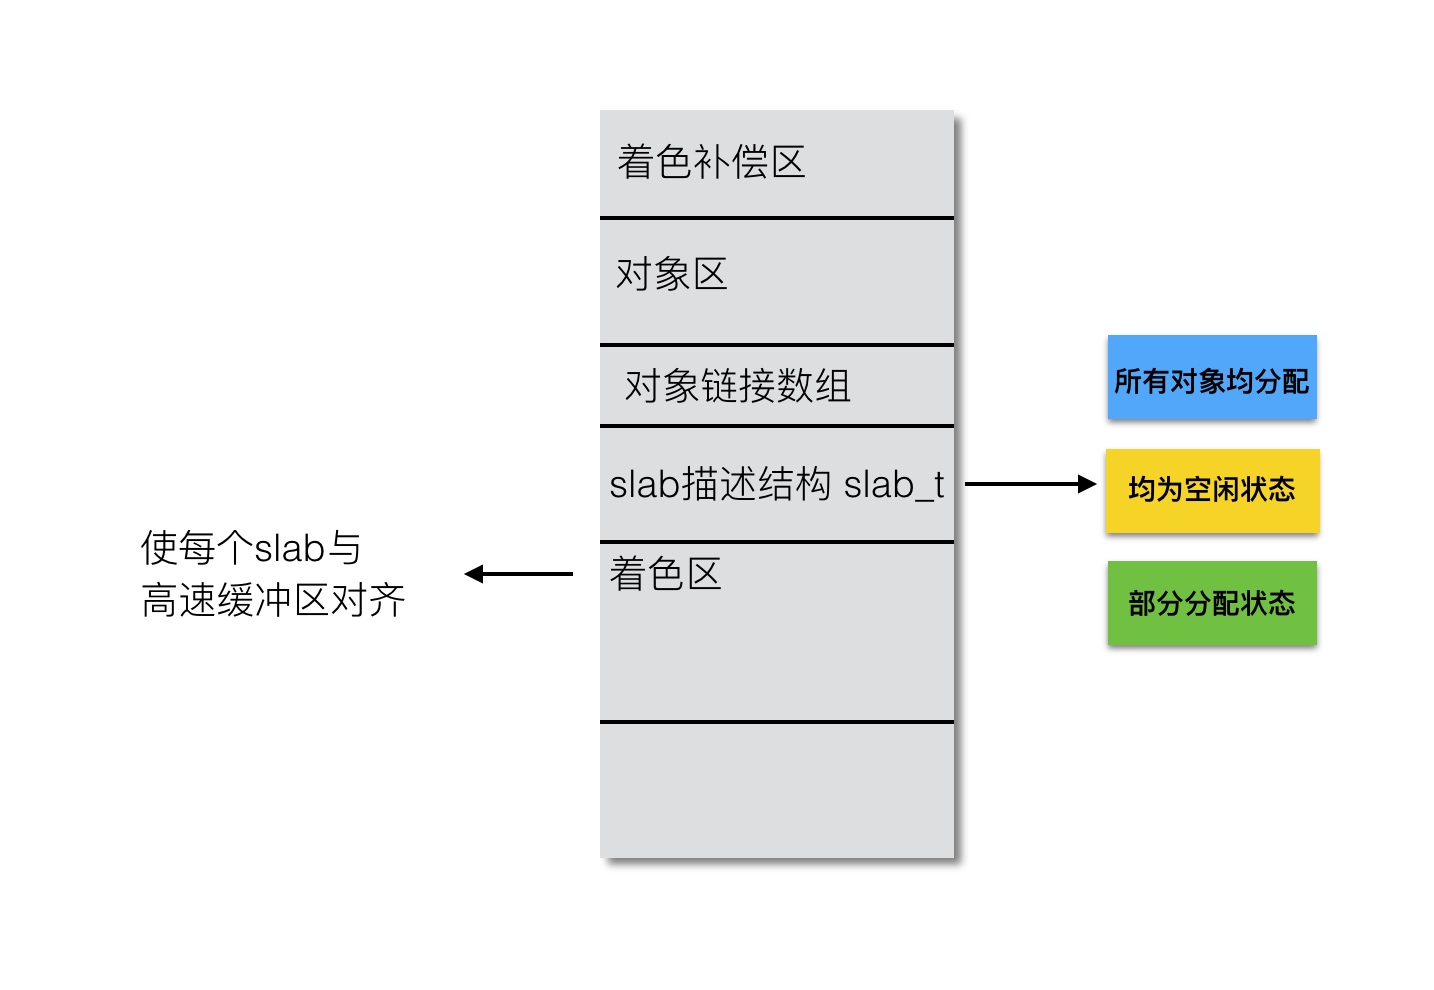 着色补偿区
对象区
对象链接数组
slab描述结构 slab_t
着色区
使每个slab与
高速缓冲区对齐
所有对象均分配
均为空闲状态
部分分配状态